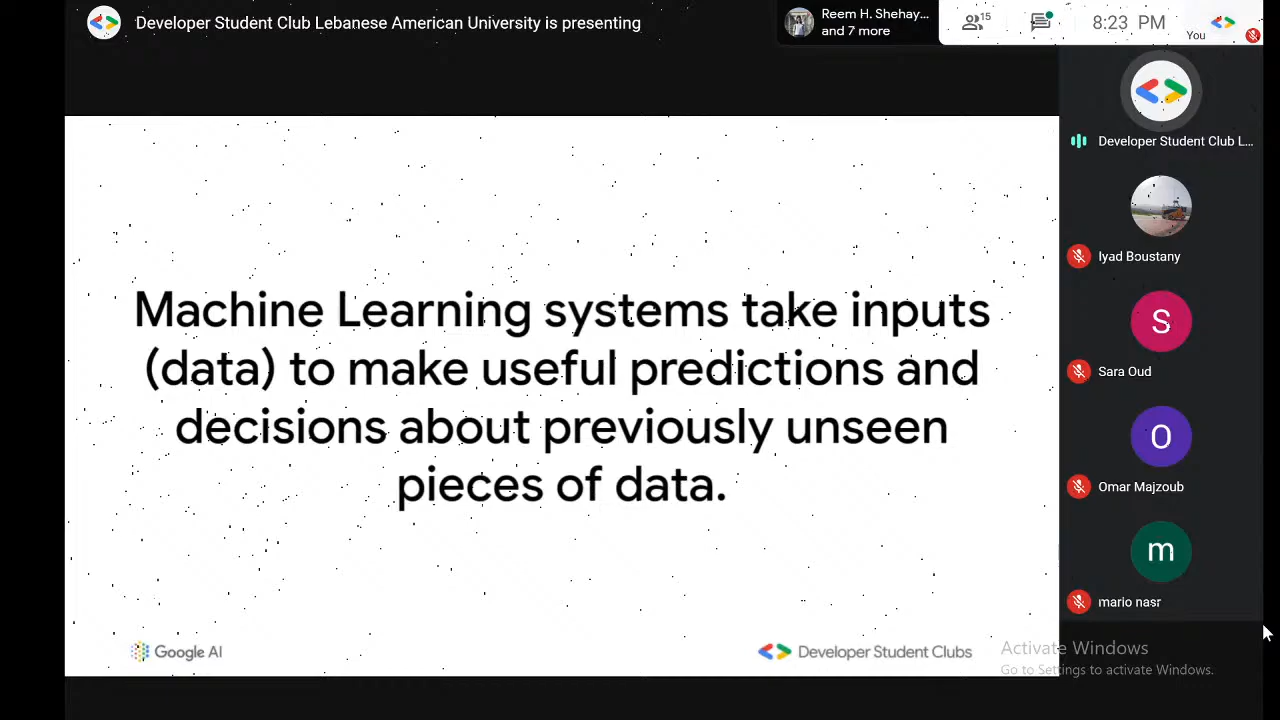 Developer Student Club Lebanese American University is presenting
Reem H. Shehay...
and 7 more
15
8:23 PM
You
Developer Student Club L...
Iyad Boustany
S
Sara Oud
O
Omar Majzoub
m
mario nasr
Machine Learning systems take inputs
(data) to make useful predictions and
decisions about previously unseen
pieces of data.
Google AI
Developer Student Clubs
Activate Windows
Go to Settings to activate Windows.